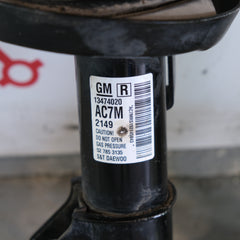 GM R
13474020
AC7M
2149
CAUTION!
DO NOT OPEN
GAS PRESSURE
S&T DAEWOO